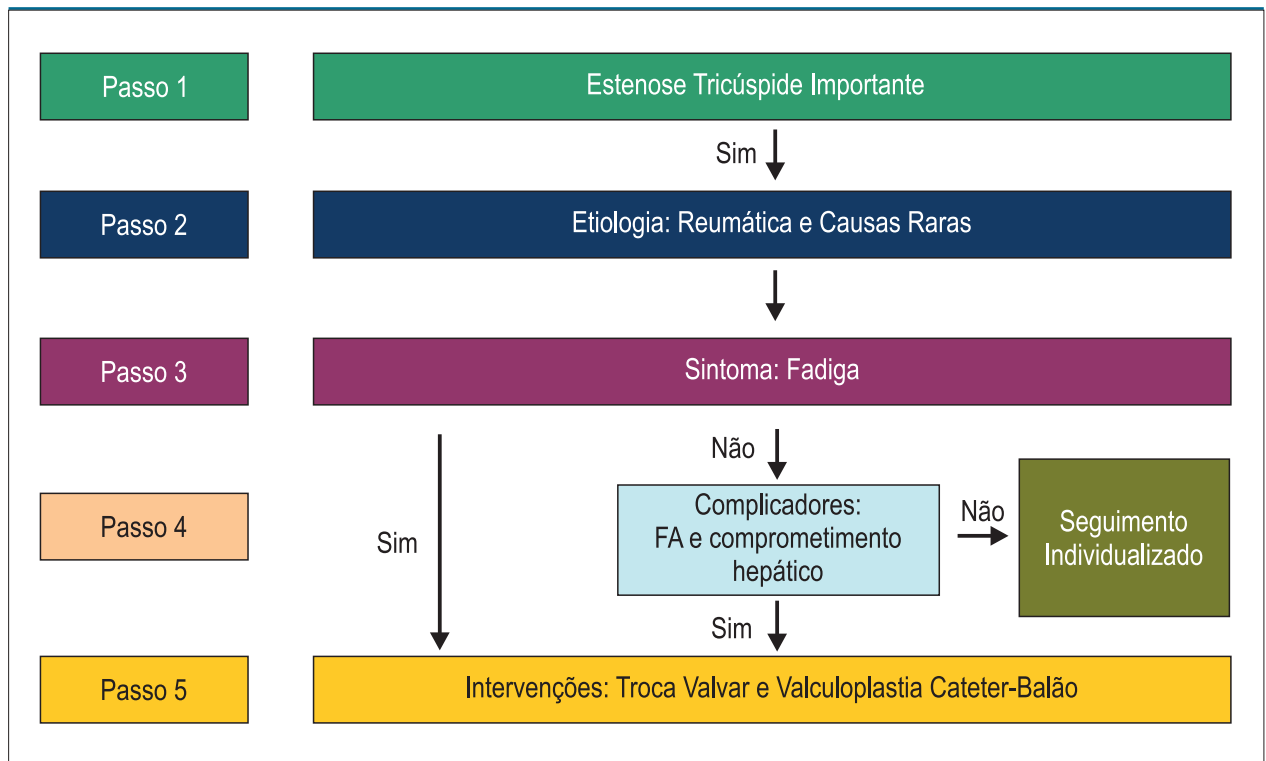 Passo 1
Estenose Tricúspide Importante
Sim
Passo 2
Etiologia: Reumática e Causas Raras
Passo 3
Sintoma: Fadiga
Não
Passo 4
Sim
Complicadores:
FA e comprometimento
hepático
Não
Seguimento
Individualizado
Sim
Passo 5
Intervenções: Troca Valvar e Valculoplastia Cateter-Balão